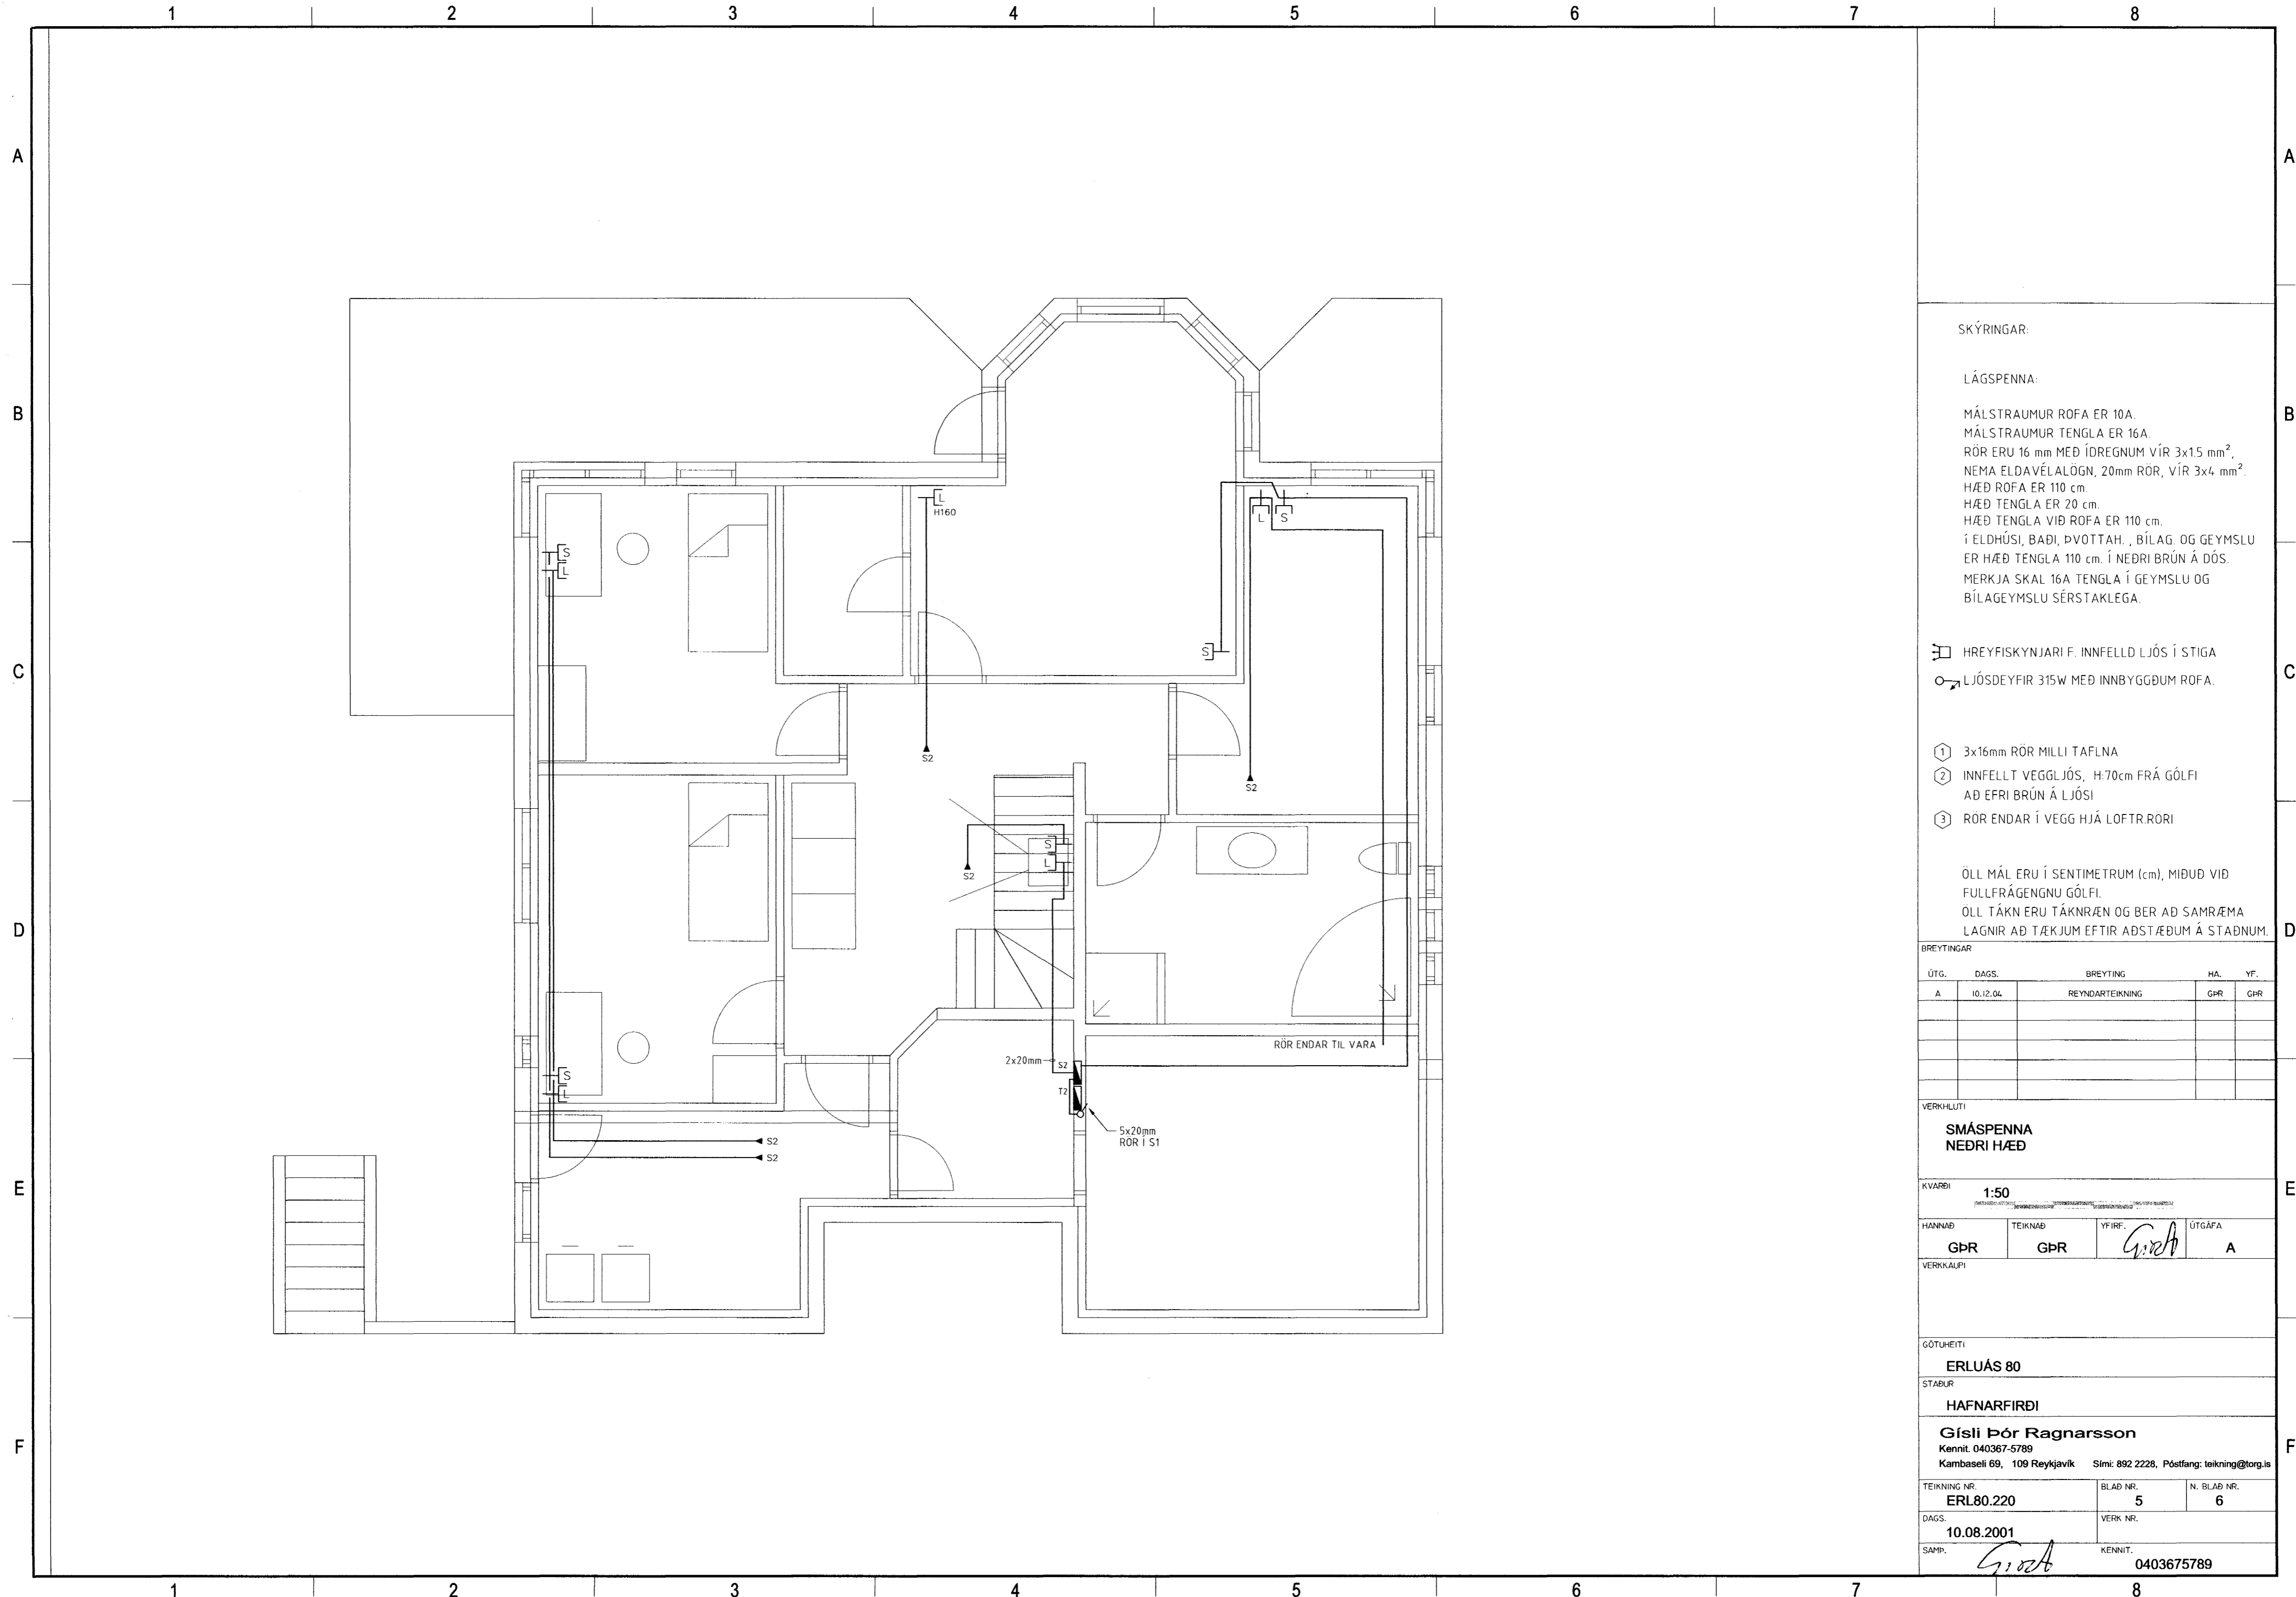 1 2 3 4 5 6 7 8
A A
B B
C C
D D
E E
F F
1 2 3 4 5 6 7 8
L
H160
L S
S
L
S
S2
S2
S
L
S2
RÖR ENDAR TIL VARA
2x20mm
S2
T2
5x20mm
RÖR Í S1
S
L
S2
S2
SKÝRINGAR:
LÁGSPENNA:
MÁLSTRAUMUR ROFA ER 10A.
MÁLSTRAUMUR TENGLA ER 16A.
RÖR ERU 16 mm MEÐ ÍDREGNUM VÍR 3x1.5 mm²,
NEMA ELDAVÉLALÖGN, 20mm RÖR, VÍR 3x4 mm².
HÆÐ ROFA ER 110 cm.
HÆÐ TENGLA ER 20 cm.
HÆÐ TENGLA VIÐ ROFA ER 110 cm.
Í ELDHÚSI, BAÐI, ÞVOTTAH. , BÍLAG. OG GEYMSLU
ER HÆÐ TENGLA 110 cm. Í NEÐRI BRÚN Á DÓS.
MERKJA SKAL 16A TENGLA Í GEYMSLU OG
BÍLAGEYMSLU SÉRSTAKLEGA.
HREYFISKYNJARI F. INNFELLD LJÓS Í STIGA
LJÓSDEYFIR 315W MEÐ INNBYGGÐUM ROFA.
1 3x16mm RÖR MILLI TAFLNA
2 INNFELLT VEGGLJÓS, H:70cm FRÁ GÓLFI
AÐ EFRI BRÚN Á LJÓSI
3 RÖR ENDAR Í VEGG HJÁ LOFTR.RÖRI
ÖLL MÁL ERU Í SENTIMETRUM (cm), MIÐUÐ VIÐ
FULLFRÁGENGNU GÓLFI.
ÖLL TÁKN ERU TÁKNRÆN OG BER AÐ SAMRÆMA
LAGNIR AÐ TÆKJUM EFTIR AÐSTÆÐUM Á STAÐNUM.
BREYTINGAR
ÚTG. DAGS. BREYTING HA. YF.
A 10.12.04 REYNDARTEIKNING GÞR GÞR
VERKHLUTI
SMÁSPENNA
NEÐRI HÆÐ
KVARÐI 1:50
HANNAÐ TEIKNAÐ YFIRF. ÚTGÁFA
GÞR GÞR A
VERKKAUPI
GÖTUHEITI
ERLUÁS 80
STAÐUR
HAFNARFIRÐI
Gísli Þór Ragnarsson
Kennit. 040367-5789
Kambaseli 69, 109 Reykjavík Sími: 892 2228, Póstfang: teikning@torg.is
TEIKNING NR. BLAÐ NR. N. BLAÐ NR.
ERL80.220 5 6
DAGS. VERK NR.
10.08.2001
SAMÞ. KENNIT.
0403675789